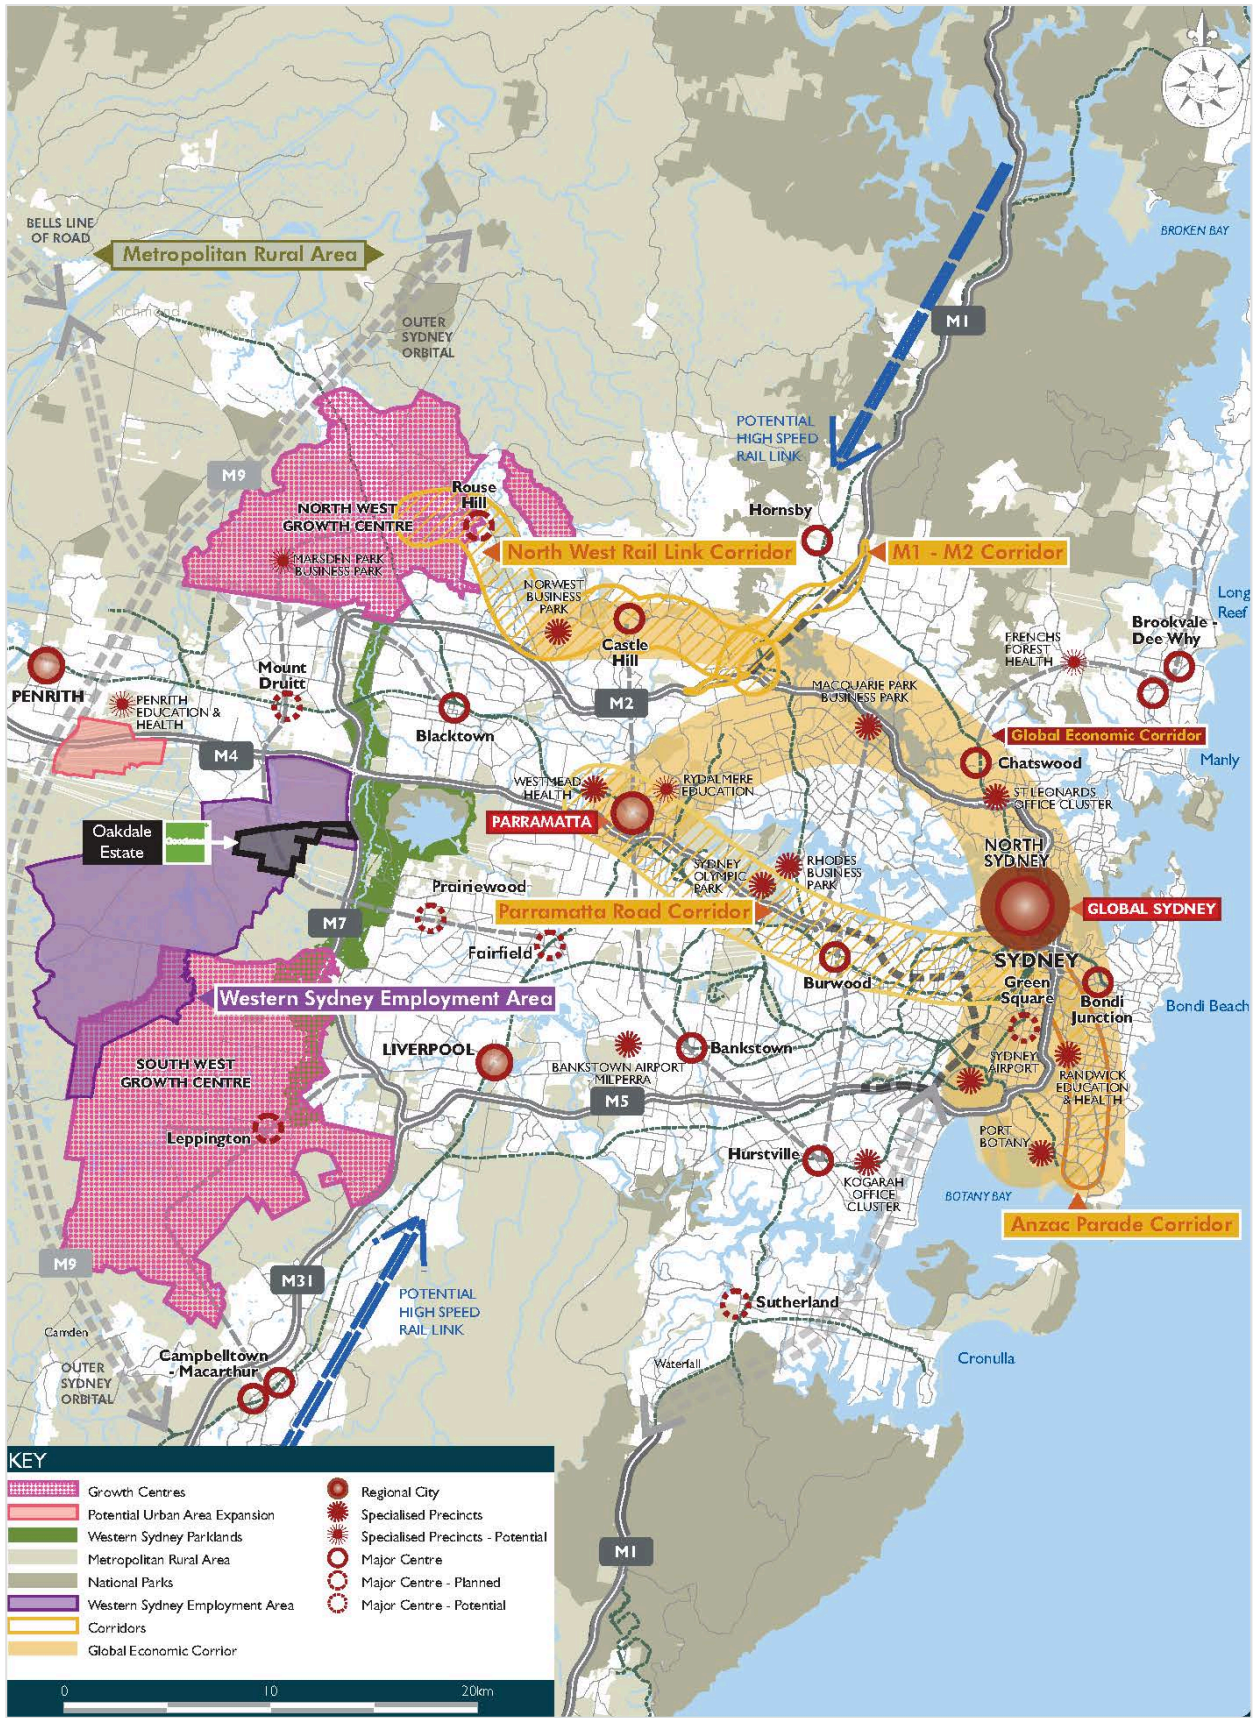 BELLS LINE
OF ROAD
Metropolitan Rural Area
BROKEN BAY
Richmond
OUTER
SYDNEY
ORBITAL
M1
POTENTIAL
HIGH SPEED
RAIL LINK
M9
Rouse
Hill
NORTH WEST
GROWTH CENTRE
Hornsby
North West Rail Link Corridor
M1 - M2 Corridor
MARSDEN PARK
BUSINESS PARK
NORWEST
BUSINESS
PARK
Long
Reef
Brookvale -
Dee Why
FRENCHS
FOREST
HEALTH
Castle
Hill
Mount
Druitt
PENRITH
PENRITH
EDUCATION &
HEALTH
M2
MACQUARIE PARK
BUSINESS PARK
Blacktown
M4
Global Economic Corridor
Chatswood
Manly
WESTMEAD
HEALTH
RYDALMERE
EDUCATION
ST LEONARDS
OFFICE CLUSTER
PARRAMATTA
Oakdale
Estate
Goodman
NORTH
SYDNEY
SYDNEY
OLYMPIC
PARK
RHODES
BUSINESS
PARK
Prairiewood
Parramatta Road Corridor
GLOBAL SYDNEY
M7
Fairfield
SYDNEY
Burwood
Green
Square
Bondi
Junction
Western Sydney Employment Area
Bondi Beach
LIVERPOOL
Bankstown
SOUTH WEST
GROWTH CENTRE
BANKSTOWN AIRPORT
MILPERRA
SYDNEY
AIRPORT
RANDWICK
EDUCATION
& HEALTH
M5
Leppington
PORT
BOTANY
Hurstville
KOGARAH
OFFICE
CLUSTER
BOTANY BAY
Anzac Parade Corridor
M9
M31
POTENTIAL
HIGH SPEED
RAIL LINK
Sutherland
Camden
Campbelltown
- Macarthur
OUTER
SYDNEY
ORBITAL
Waterfall
Cronulla
M1
KEY
Growth Centres
Potential Urban Area Expansion
Western Sydney Parklands
Metropolitan Rural Area
National Parks
Western Sydney Employment Area
Corridors
Global Economic Corrior
Regional City
Specialised Precincts
Specialised Precincts - Potential
Major Centre
Major Centre - Planned
Major Centre - Potential
0 10 20km